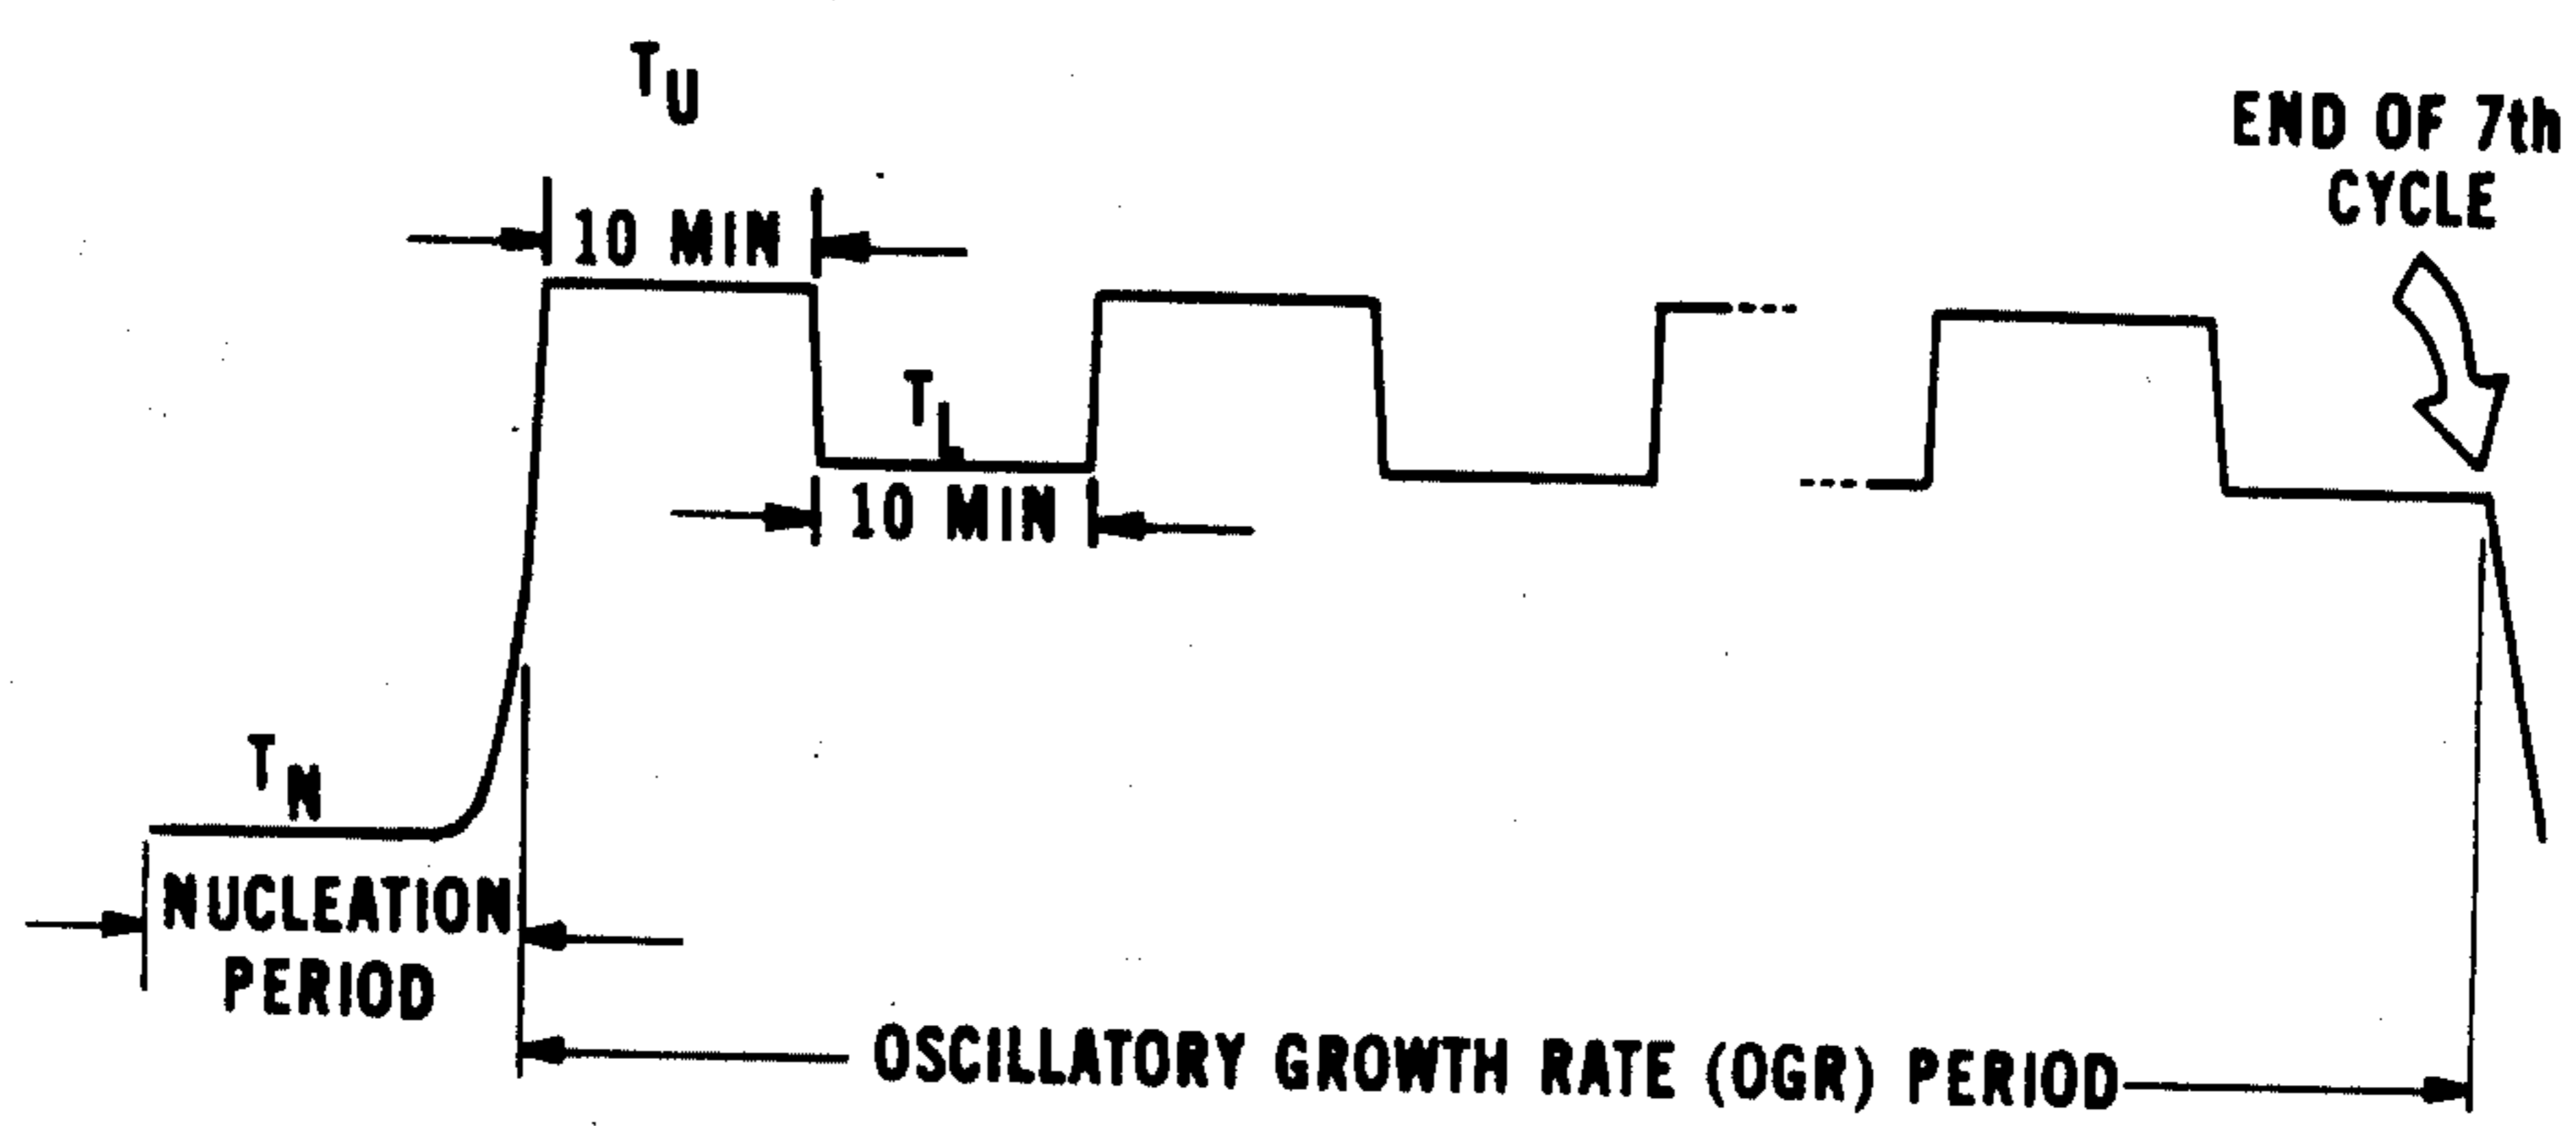 T_U
END OF 7th
CYCLE
10 MIN
T_L
10 MIN
T_N
NUCLEATION
PERIOD
OSCILLATORY GROWTH RATE (OGR) PERIOD